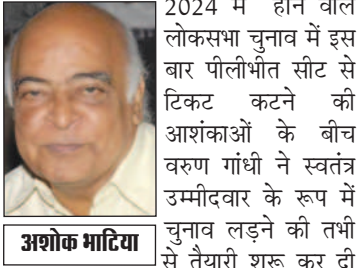 2024 में होने वाले
लोकसभा चुनाव में इस
बार पीलीभीत सीट से
टिकट कटने की
आशंकाओं के बीच
वरुण गांधी ने स्वतंत्र
उम्मीदवार के रूप में
चुनाव लड़ने की तभी
से तैयारी शुरू कर दी
अशोक भाटिया